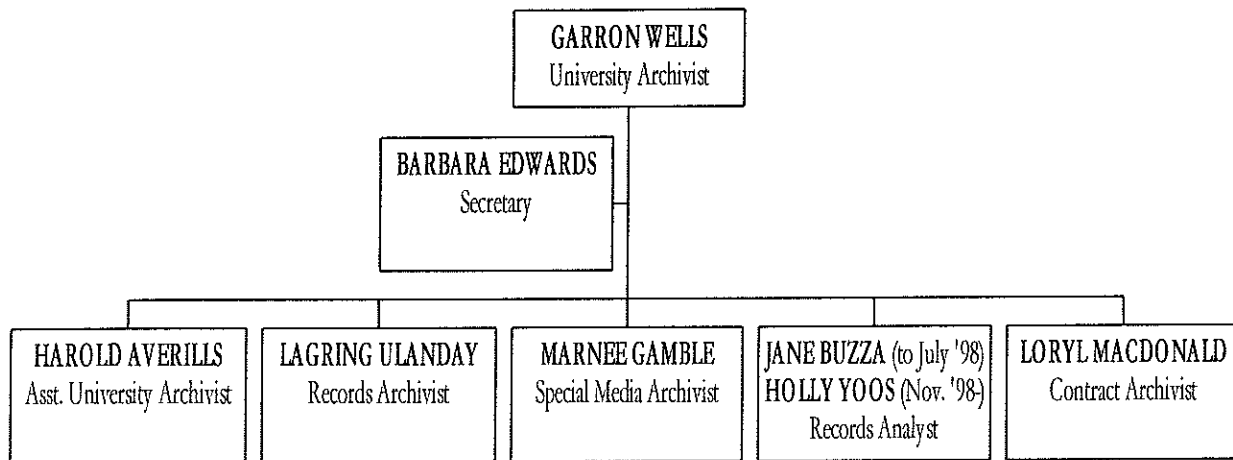 GARRON WELLS
University Archivist
BARBARA EDWARDS
Secretary
HAROLD AVERILLS
Asst. University Archivist
LAGRING ULANDAY
Records Archivist
MARNEE GAMBLE
Special Media Archivist
JANE BUZZA (to July '98)
HOLLY YOOS (Nov. '98-)
Records Analyst
LORYL MACDONALD
Contract Archivist